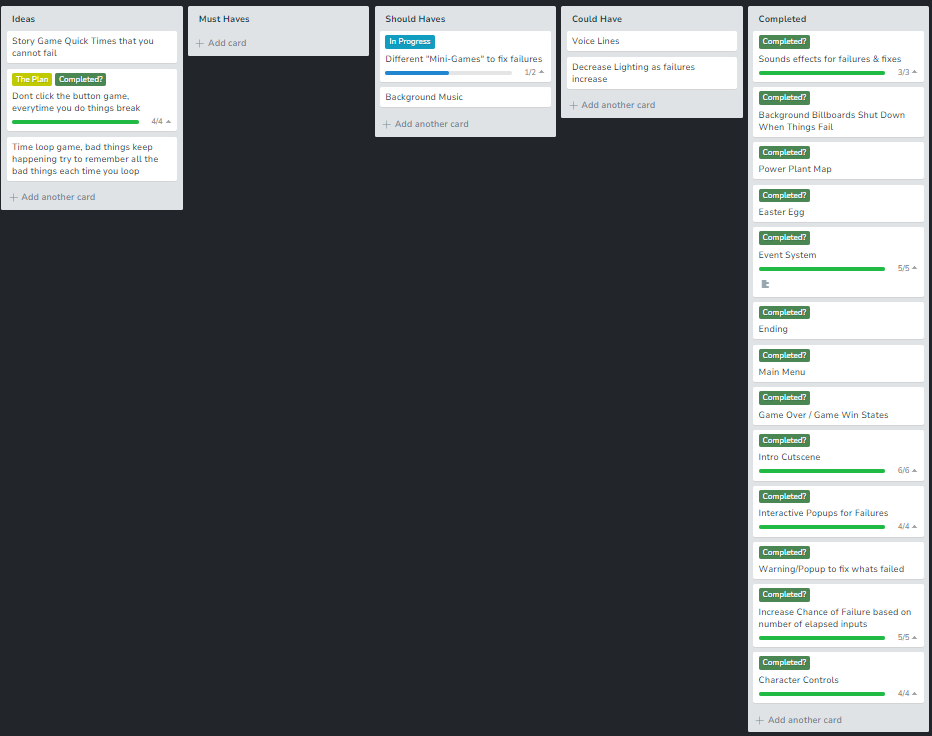 Ideas
Story Game Quick Times that you
cannot fail
The Plan Completed?
Dont click the button game,
everytime you do things break
4/4
Time loop game, bad things keep
happening try to remember all the
bad things each time you loop
Add another card
Must Haves
Add card
Should Haves
In Progress
Different "Mini-Games" to fix failures
1/2
Background Music
Add another card
Could Have
Voice Lines
Decrease Lighting as failures
increase
Add another card
Completed
Completed?
Sounds effects for failures & fixes
3/3
Completed?
Background Billboards Shut Down
When Things Fail
Completed?
Power Plant Map
Completed?
Easter Egg
Completed?
Event System
5/5
Completed?
Ending
Completed?
Main Menu
Completed?
Game Over / Game Win States
Completed?
Intro Cutscene
6/6
Completed?
Interactive Popups for Failures
4/4
Completed?
Warning/Popup to fix whats failed
Completed?
Increase Chance of Failure based on
number of elapsed inputs
5/5
Completed?
Character Controls
4/4
Add another card